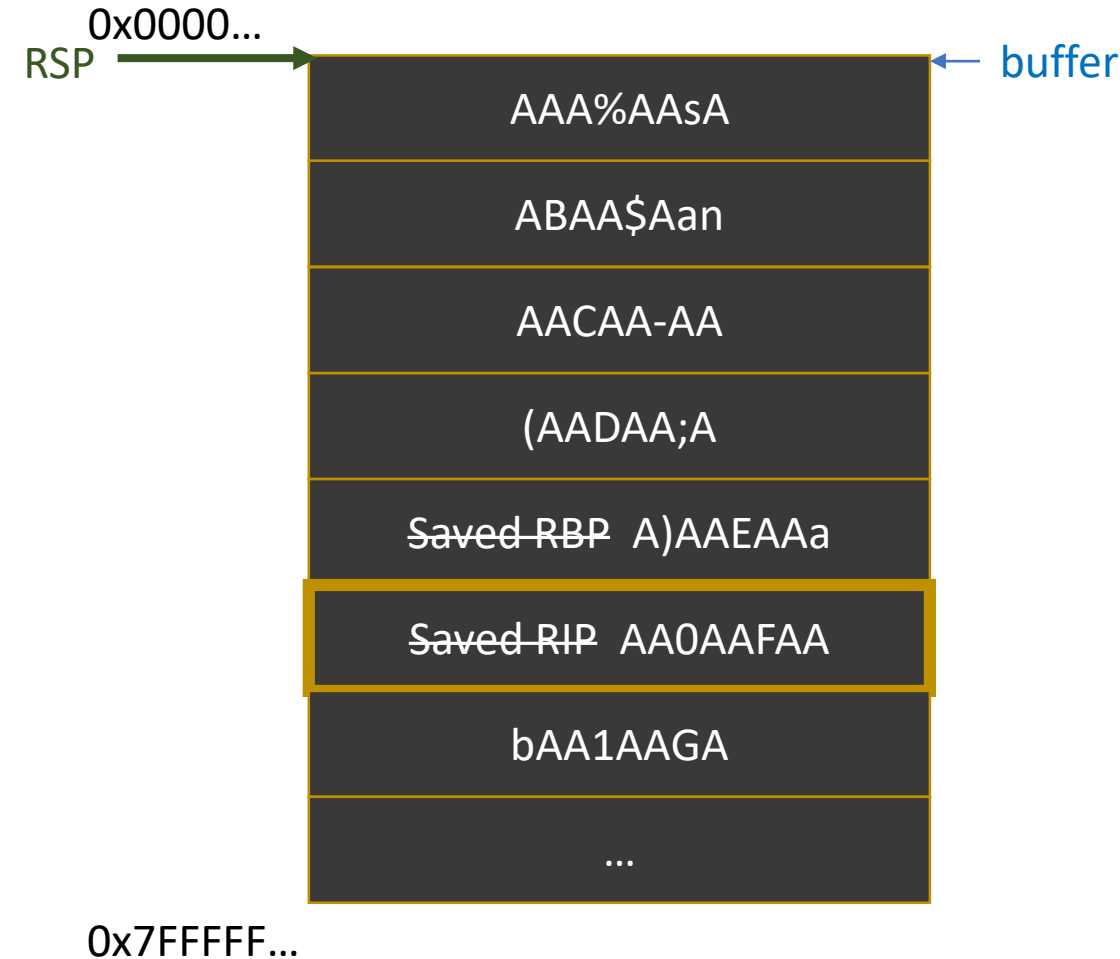 0x0000…
RSP
buffer
AAA%AAsA
ABAA$Aan
AACAA-AA
(AADAA;A
Saved RBP A)AAEAAa
Saved RIP AA0AAFAA
bAA1AAGA
…
0x7FFFFF…